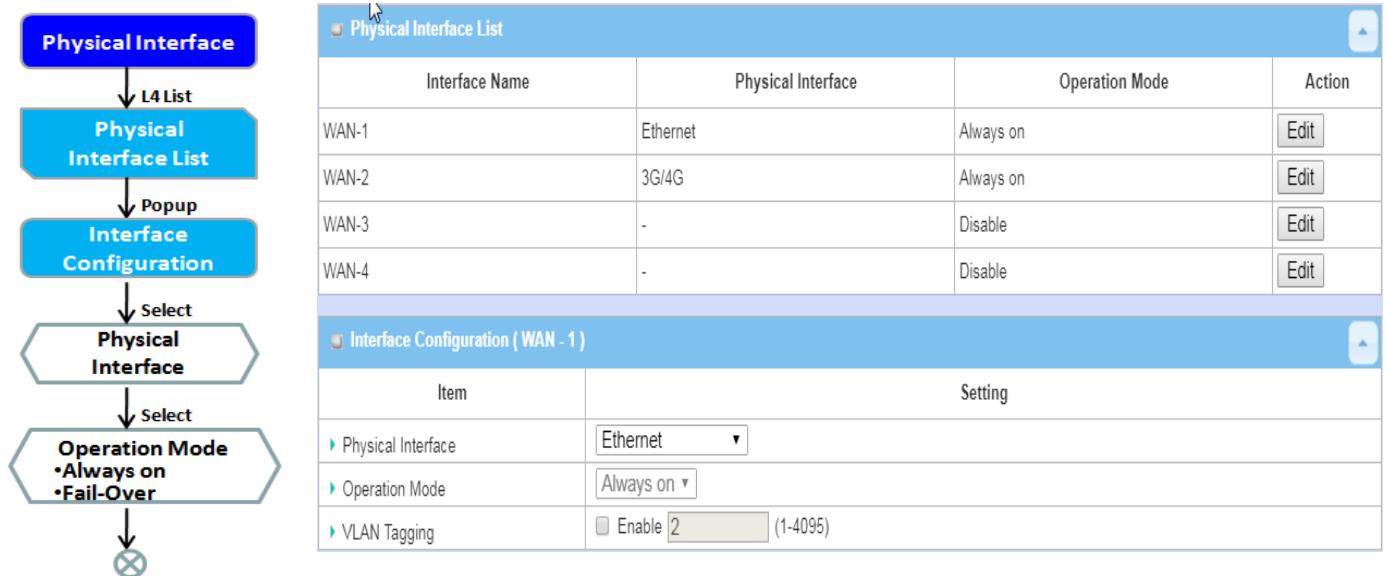 Physical Interface
L4 List
Physical
Interface List
Popup
Interface
Configuration
Select
Physical
Interface
Select
Operation Mode
•Always on
•Fail-Over
Physical Interface List
Interface Name Physical Interface Operation Mode Action
WAN-1 Ethernet Always on Edit
WAN-2 3G/4G Always on Edit
WAN-3 - Disable Edit
WAN-4 - Disable Edit
Interface Configuration ( WAN - 1 )
Item Setting
Physical Interface Ethernet
Operation Mode Always on
VLAN Tagging Enable 2 (1-4095)